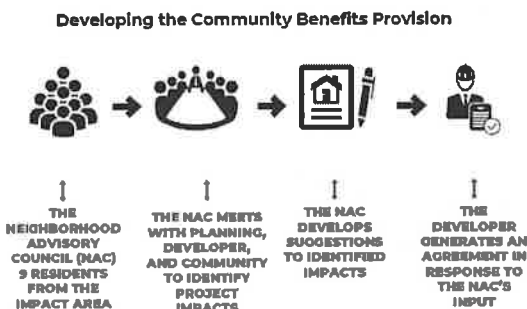 Developing the Community Benefits Provision
THE
NEIGHBORHOOD
ADVISORY
COUNCIL (NAC)
9 RESIDENTS
FROM THE
IMPACT AREA
THE NAC MEETS
WITH PLANNING,
DEVELOPER,
AND COMMUNITY
TO IDENTIFY
PROJECT
IMPACTS
THE NAC
DEVELOPS
SUGGESTIONS
TO IDENTIFIED
IMPACTS
THE
DEVELOPER
GENERATES AN
AGREEMENT IN
RESPONSE TO
THE NAC'S
INPUT